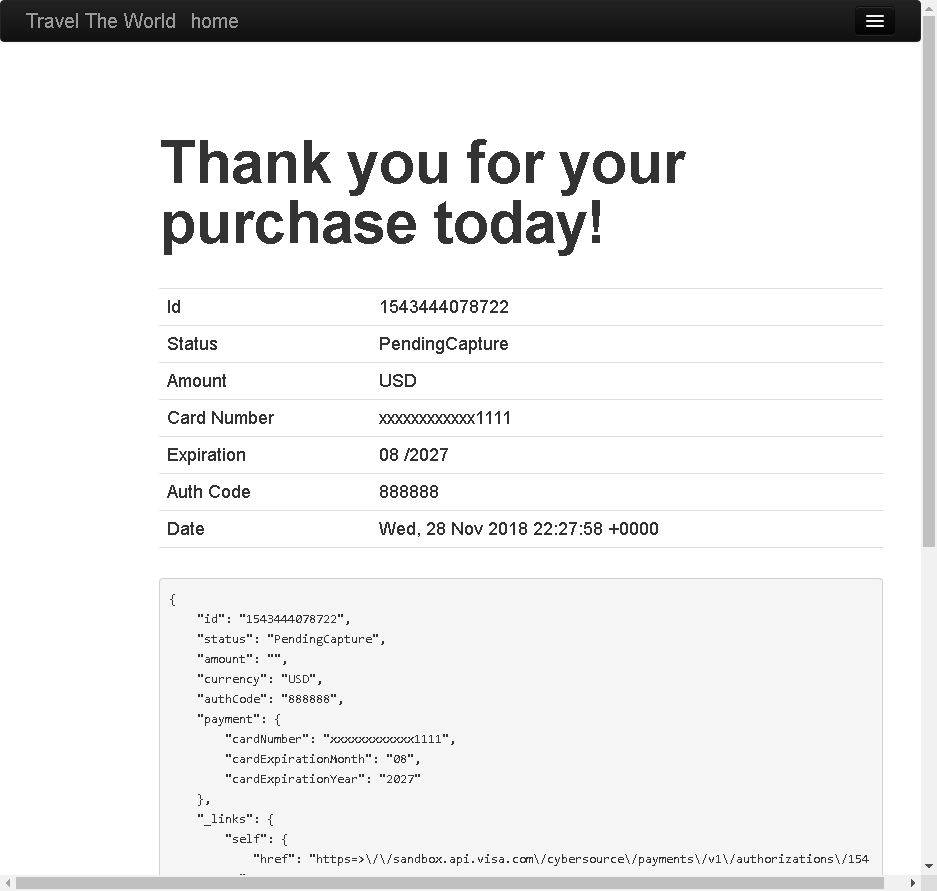 Travel The World home
Thank you for your
purchase today!
Id 1543444078722
Status PendingCapture
Amount USD
Card Number xxxxxxxxxxxx1111
Expiration 08 /2027
Auth Code 888888
Date Wed, 28 Nov 2018 22:27:58 +0000
{
    "id": "1543444078722",
    "status": "PendingCapture",
    "amount": "",
    "currency": "USD",
    "authCode": "888888",
    "payment": {
        "cardNumber": "xxxxxxxxxxxx1111",
        "cardExpirationMonth": "08",
        "cardExpirationYear": "2027"
    },
    "_links": {
        "self": {
            "href": "https=>\/\/sandbox.api.visa.com\/cybersource\/payments\/v1\/authorizations\/154